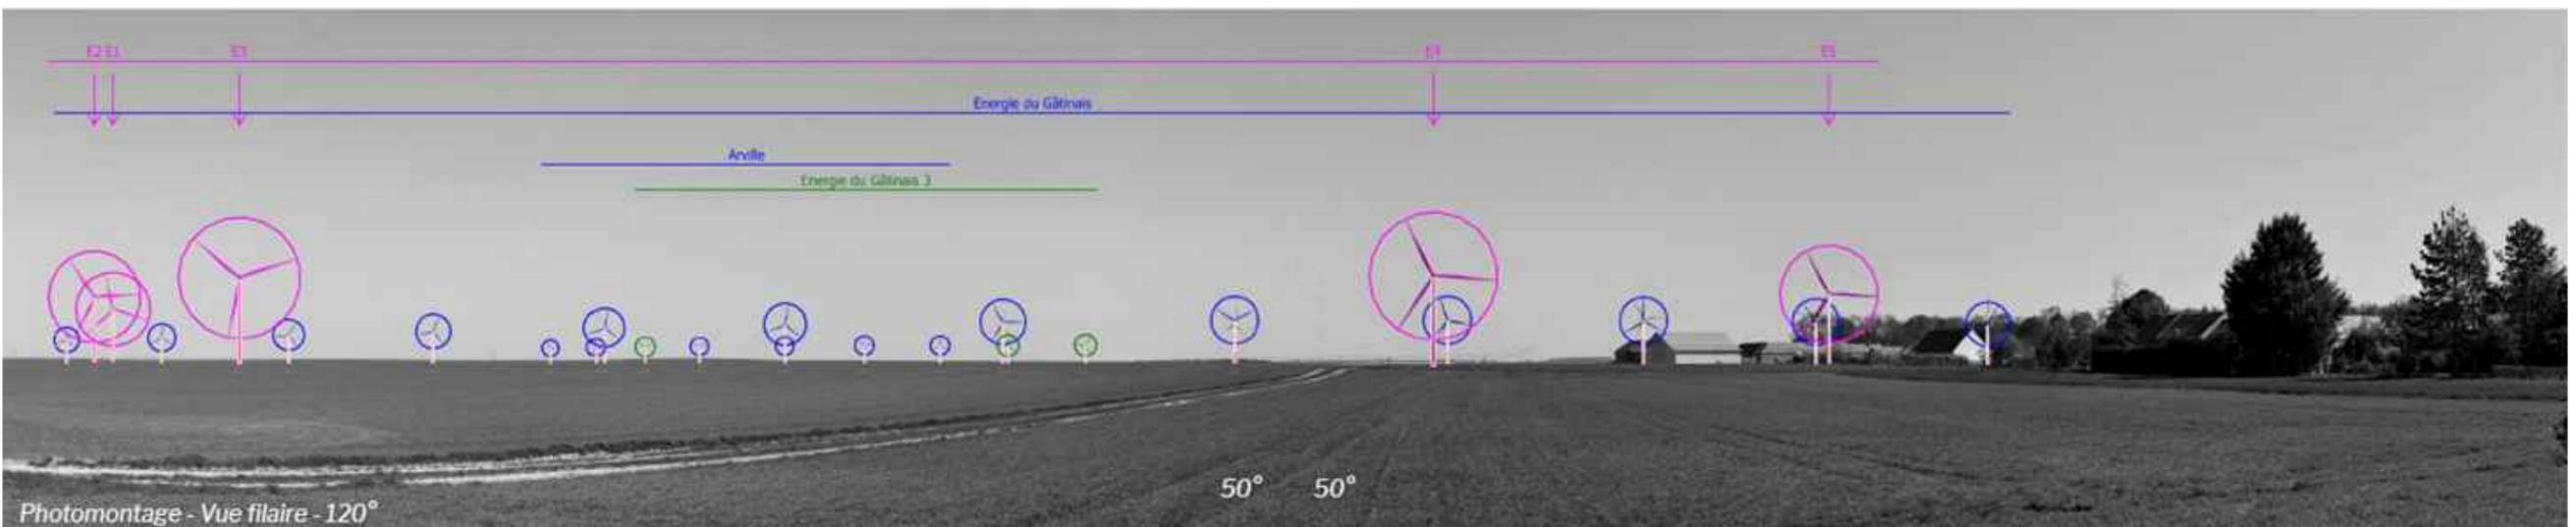 E2 E1 E3 E4 E5
Energie du Gâtinais
Arville
Energie du Gâtinais 3
50° 50°
Photomontage - Vue filaire - 120°